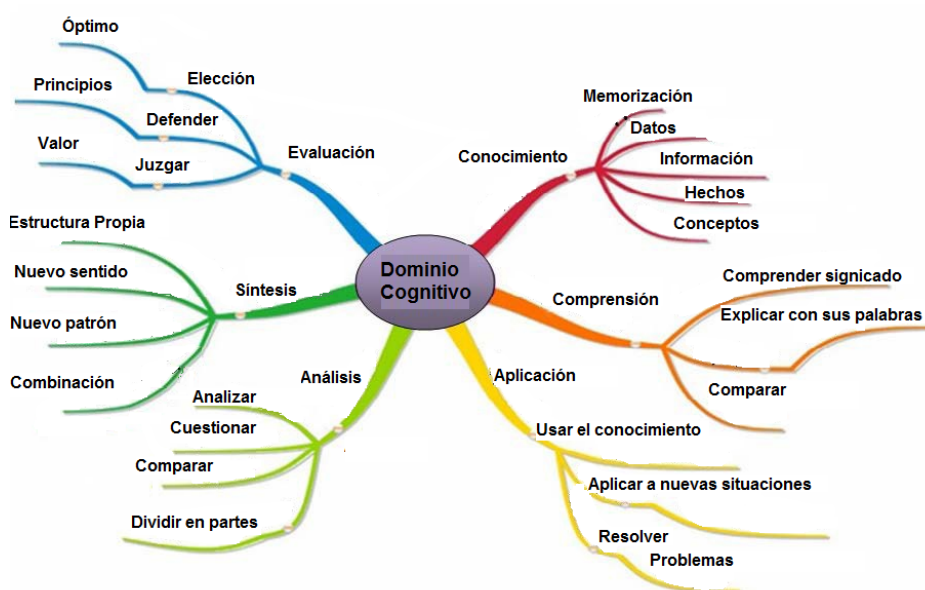 Dominio
Cognitivo
Conocimiento
Memorización
Datos
Información
Hechos
Conceptos
Comprensión
Comprender signicado
Explicar con sus palabras
Comparar
Aplicación
Usar el conocimiento
Aplicar a nuevas situaciones
Resolver
Problemas
Análisis
Analizar
Cuestionar
Comparar
Dividir en partes
Síntesis
Estructura Propia
Nuevo sentido
Nuevo patrón
Combinación
Evaluación
Elección
Óptimo
Defender
Principios
Juzgar
Valor